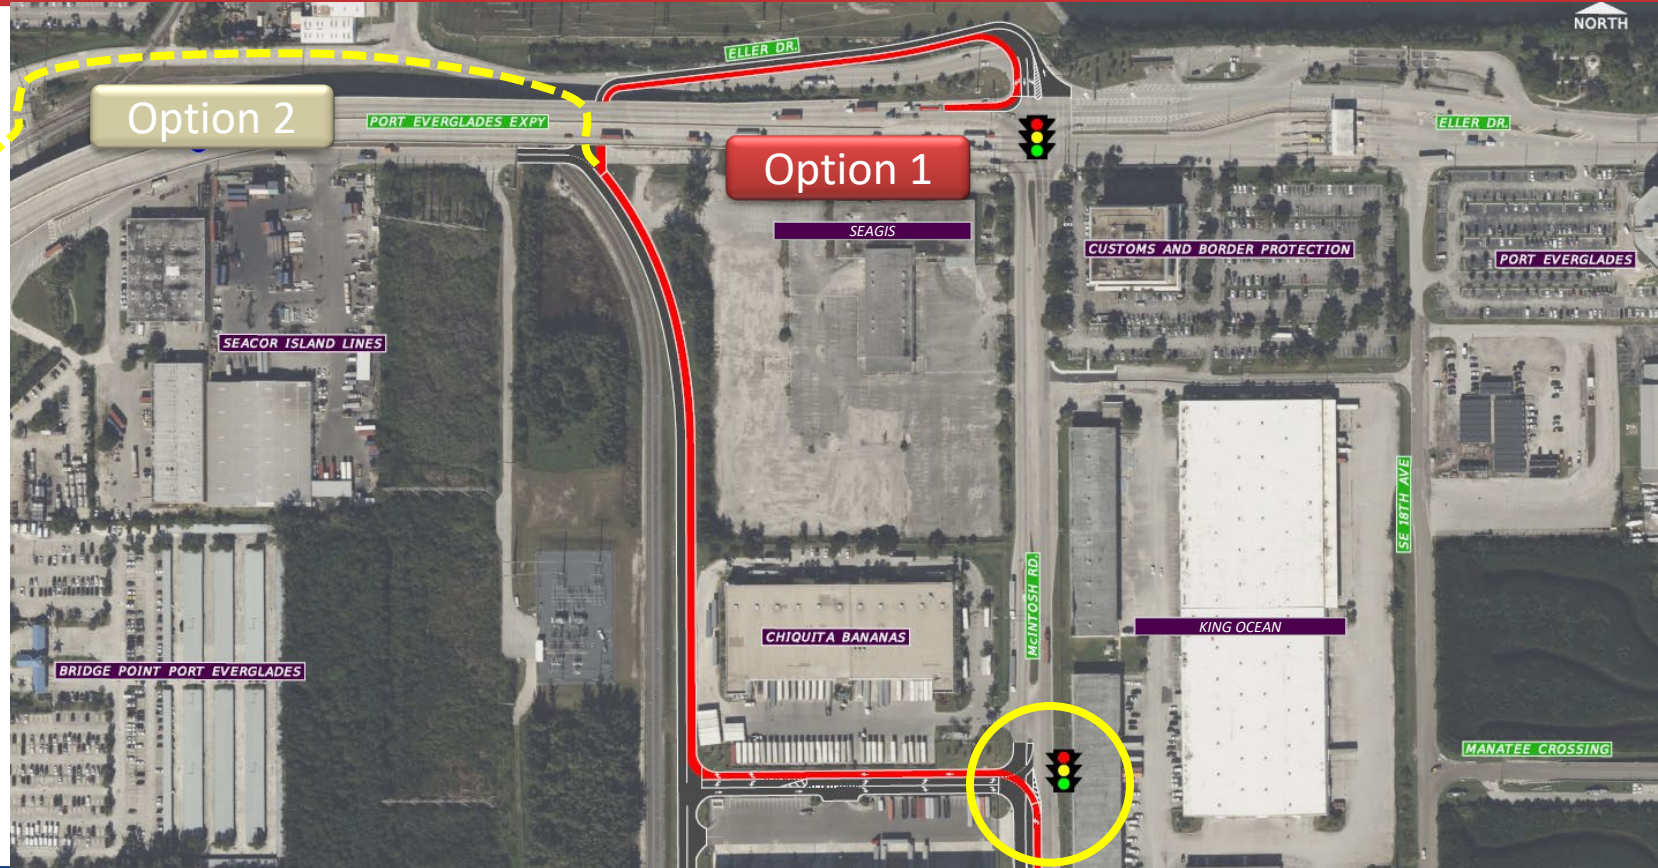 NORTH
ELLER DR.
Option 2
PORT EVERGLADES EXPY
ELLER DR.
Option 1
SEAGIS
CUSTOMS AND BORDER PROTECTION
PORT EVERGLADES
SEACOR ISLAND LINES
SE 18TH AVE
McINTOSH RD.
KING OCEAN
CHIQUITA BANANAS
BRIDGE POINT PORT EVERGLADES
MANATEE CROSSING